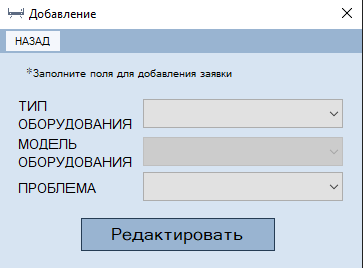 Добавление
НАЗАД
*Заполните поля для добавления заявки
ТИП
ОБОРУДОВАНИЯ
МОДЕЛЬ
ОБОРУДОВАНИЯ
ПРОБЛЕМА
Редактировать